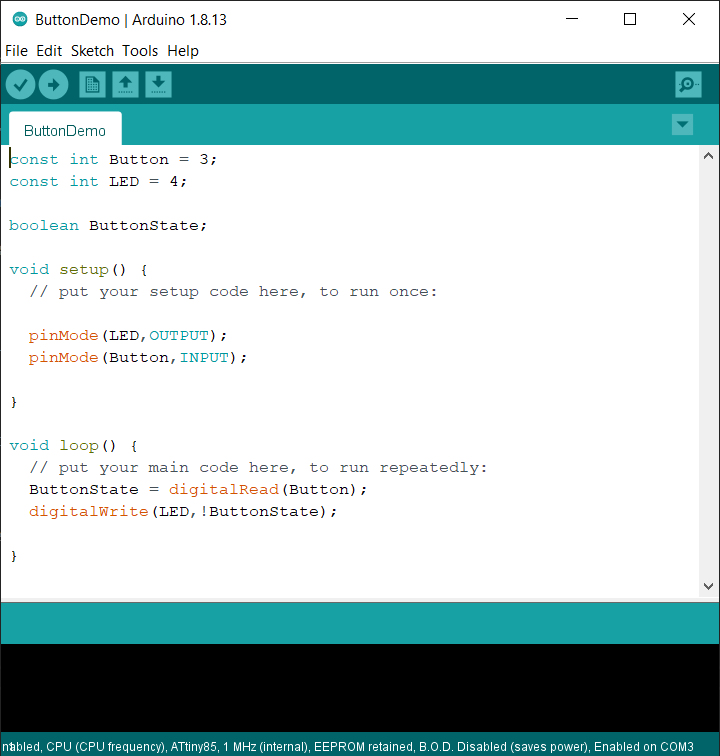 ButtonDemo | Arduino 1.8.13
File Edit Sketch Tools Help
ButtonDemo
const int Button = 3;
const int LED = 4;
boolean ButtonState;
void setup() {
// put your setup code here, to run once:
pinMode(LED,OUTPUT);
pinMode(Button,INPUT);
}
void loop() {
// put your main code here, to run repeatedly:
ButtonState = digitalRead(Button);
digitalWrite(LED,!ButtonState);
}
CPU (CPU frequency), ATtiny85, 1 MHz (internal), EEPROM retained, B.O.D. Disabled (saves power), Enabled on COM3